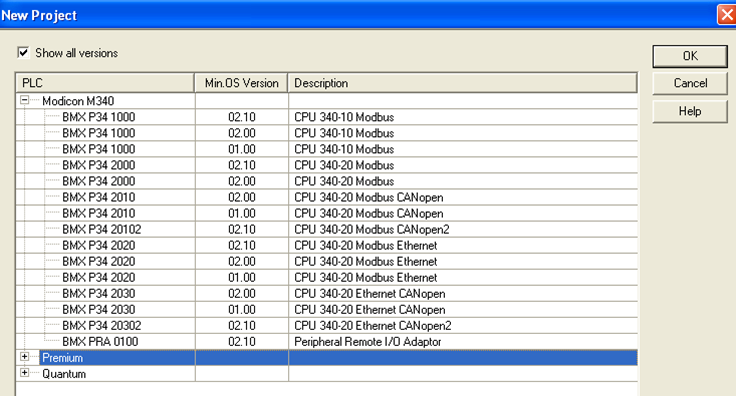 New Project
Show all versions
OK
PLC Min.OS Version Description
Cancel
Modicon M340
Help
BMX P34 1000 02.10 CPU 340-10 Modbus
BMX P34 1000 02.00 CPU 340-10 Modbus
BMX P34 1000 01.00 CPU 340-10 Modbus
BMX P34 2000 02.10 CPU 340-20 Modbus
BMX P34 2000 02.00 CPU 340-20 Modbus
BMX P34 2010 02.00 CPU 340-20 Modbus CANopen
BMX P34 2010 01.00 CPU 340-20 Modbus CANopen
BMX P34 20102 02.10 CPU 340-20 Modbus CANopen2
BMX P34 2020 02.10 CPU 340-20 Modbus Ethernet
BMX P34 2020 02.00 CPU 340-20 Modbus Ethernet
BMX P34 2020 01.00 CPU 340-20 Modbus Ethernet
BMX P34 2030 02.00 CPU 340-20 Ethernet CANopen
BMX P34 2030 01.00 CPU 340-20 Ethernet CANopen
BMX P34 20302 02.10 CPU 340-20 Ethernet CANopen2
BMX PRA 0100 02.10 Peripheral Remote I/O Adaptor
Premium
Quantum